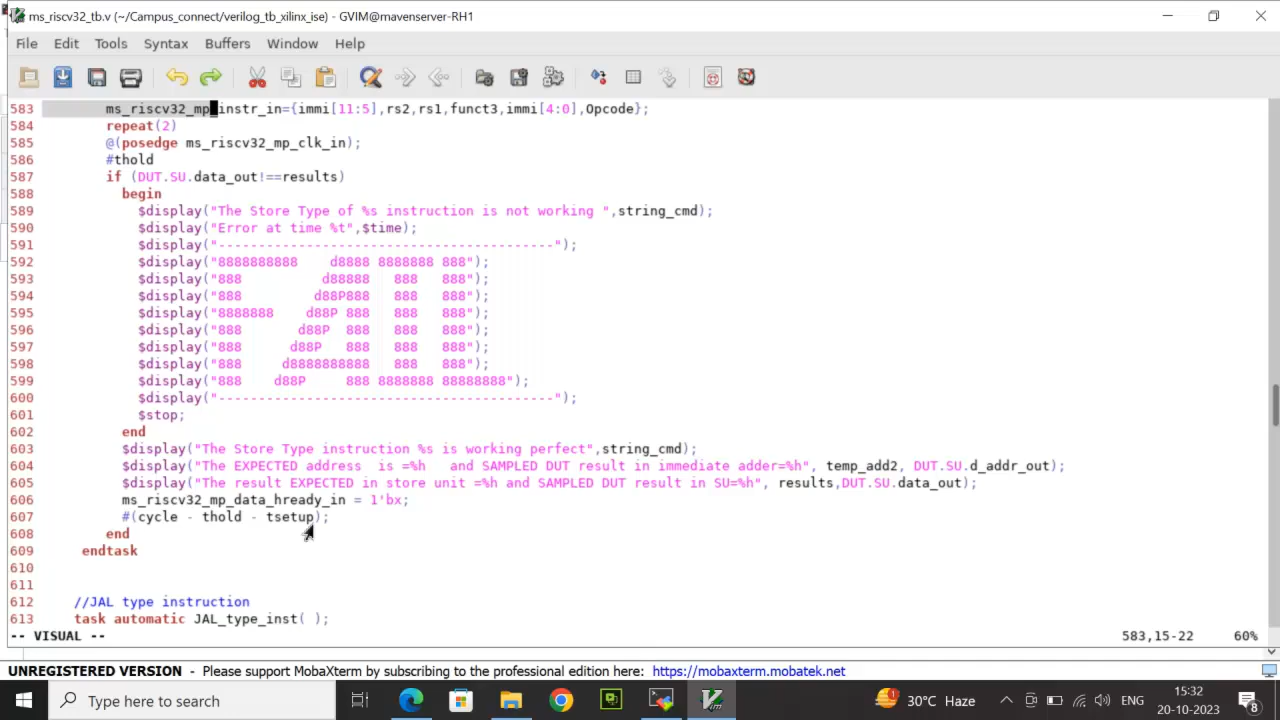 ms_riscv32_tb.v (~/Campus_connect/verilog_tb_xilinx_ise) - GVIM@mavenserver-RH1
File Edit Tools Syntax Buffers Window Help
583         ms_riscv32_mp_instr_in={immi[11:5],rs2,rs1,funct3,immi[4:0],Opcode};
584         repeat(2)
585         @(posedge ms_riscv32_mp_clk_in);
586         #thold
587         if (DUT.SU.data_out!==results)
588           begin
589             $display("The Store Type of %s instruction is not working ",string_cmd);
590             $display("Error at time %t",$time);
591             $display("------------------------------------------");
592             $display("8888888888    d8888 8888888 888");
593             $display("888          d88888   888   888");
594             $display("888         d88P888   888   888");
595             $display("8888888    d88P 888   888   888");
596             $display("888       d88P  888   888   888");
597             $display("888      d88P   888   888   888");
598             $display("888     d8888888888   888   888");
599             $display("888    d88P     888 8888888 88888888");
600             $display("------------------------------------------");
601             $stop;
602           end
603           $display("The Store Type instruction %s is working perfect",string_cmd);
604           $display("The EXPECTED address  is =%h   and SAMPLED DUT result in immediate adder=%h", temp_add2, DUT.SU.d_addr_out);
605           $display("The result EXPECTED in store unit =%h and SAMPLED DUT result in SU=%h", results,DUT.SU.data_out);
606           ms_riscv32_mp_data_hready_in = 1'bx;
607           #(cycle - thold - tsetup);
608         end
609      endtask
610
611
612     //JAL type instruction
613     task automatic JAL_type_inst( );
-- VISUAL -- 583,15-22 60%
UNREGISTERED VERSION - Please support MobaXterm by subscribing to the professional edition here: https://mobaxterm.mobatek.net
Type here to search 1 30°C Haze ENG 15:32
20-10-2023 8